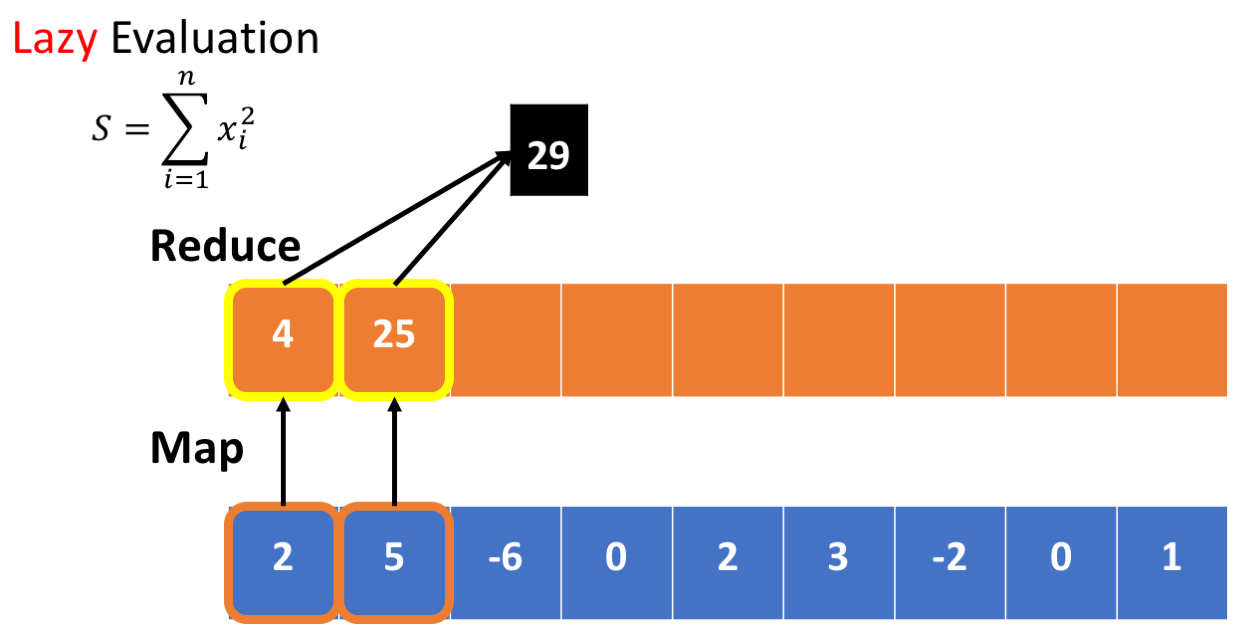 Lazy Evaluation
S = ∑_{i=1}^{n} x_i^2
29
Reduce
4 25
Map
2 5 -6 0 2 3 -2 0 1